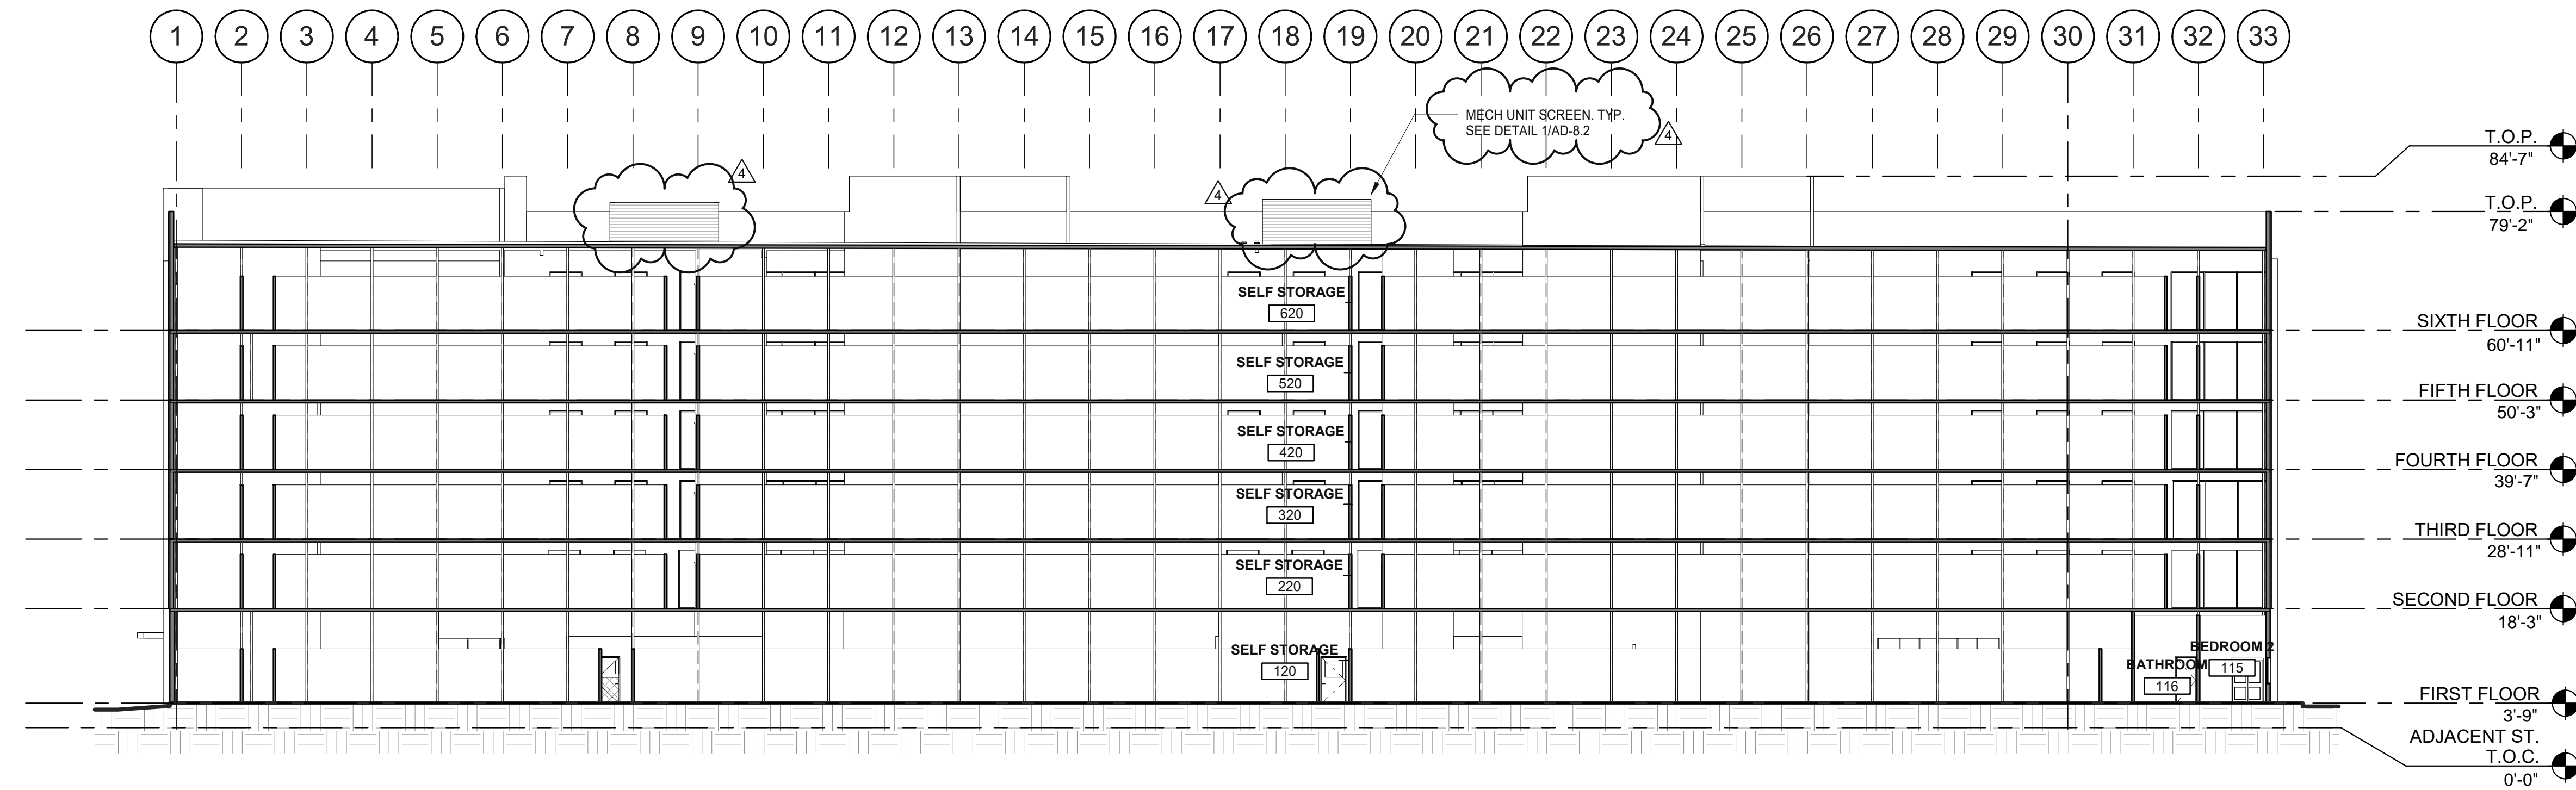 1 2 3 4 5 6 7 8 9 10 11 12 13 14 15 16 17 18 19 20 21 22 23 24 25 26 27 28 29 30 31 32 33
MECH UNIT SCREEN. TYP.
SEE DETAIL 1/AD-8.2
4
4
4
T.O.P.
84'-7"
T.O.P.
79'-2"
SELF STORAGE
620
SIXTH FLOOR
60'-11"
SELF STORAGE
520
FIFTH FLOOR
50'-3"
SELF STORAGE
420
FOURTH FLOOR
39'-7"
SELF STORAGE
320
THIRD FLOOR
28'-11"
SELF STORAGE
220
SECOND FLOOR
18'-3"
SELF STORAGE
120
BEDROOM 2
115
BATHROOM
116
FIRST FLOOR
3'-9"
ADJACENT ST.
T.O.C.
0'-0"